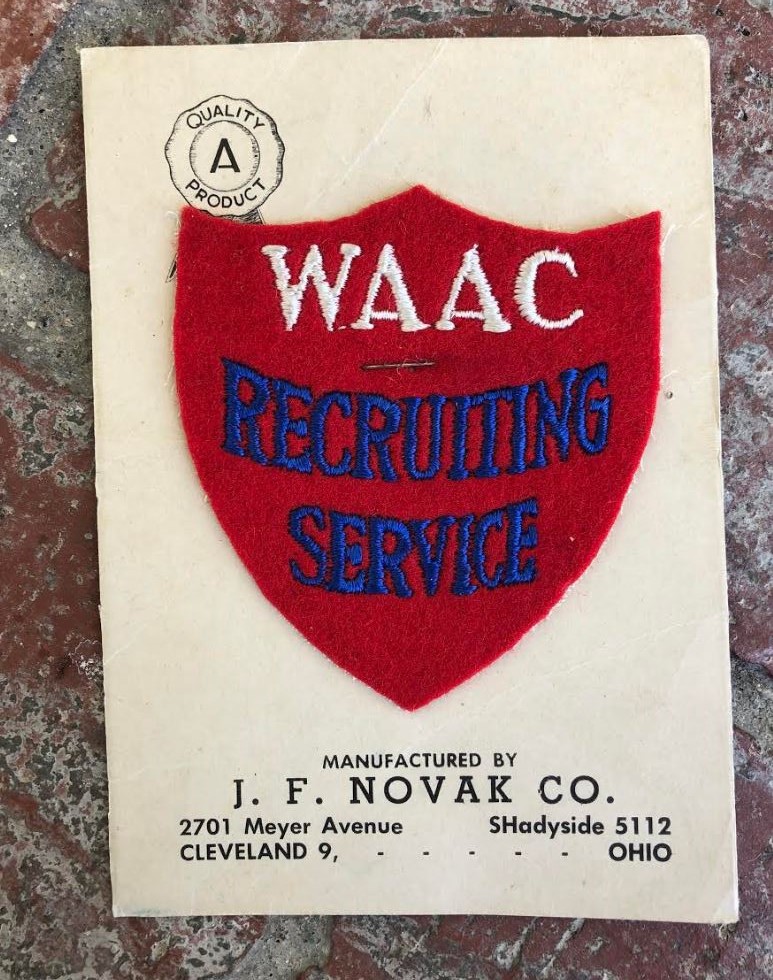 QUALITY
A
PRODUCT
WAAC
RECRUITING
SERVICE
MANUFACTURED BY
J. F. NOVAK CO.
2701 Meyer Avenue SHadyside 5112
CLEVELAND 9, - - - - - OHIO